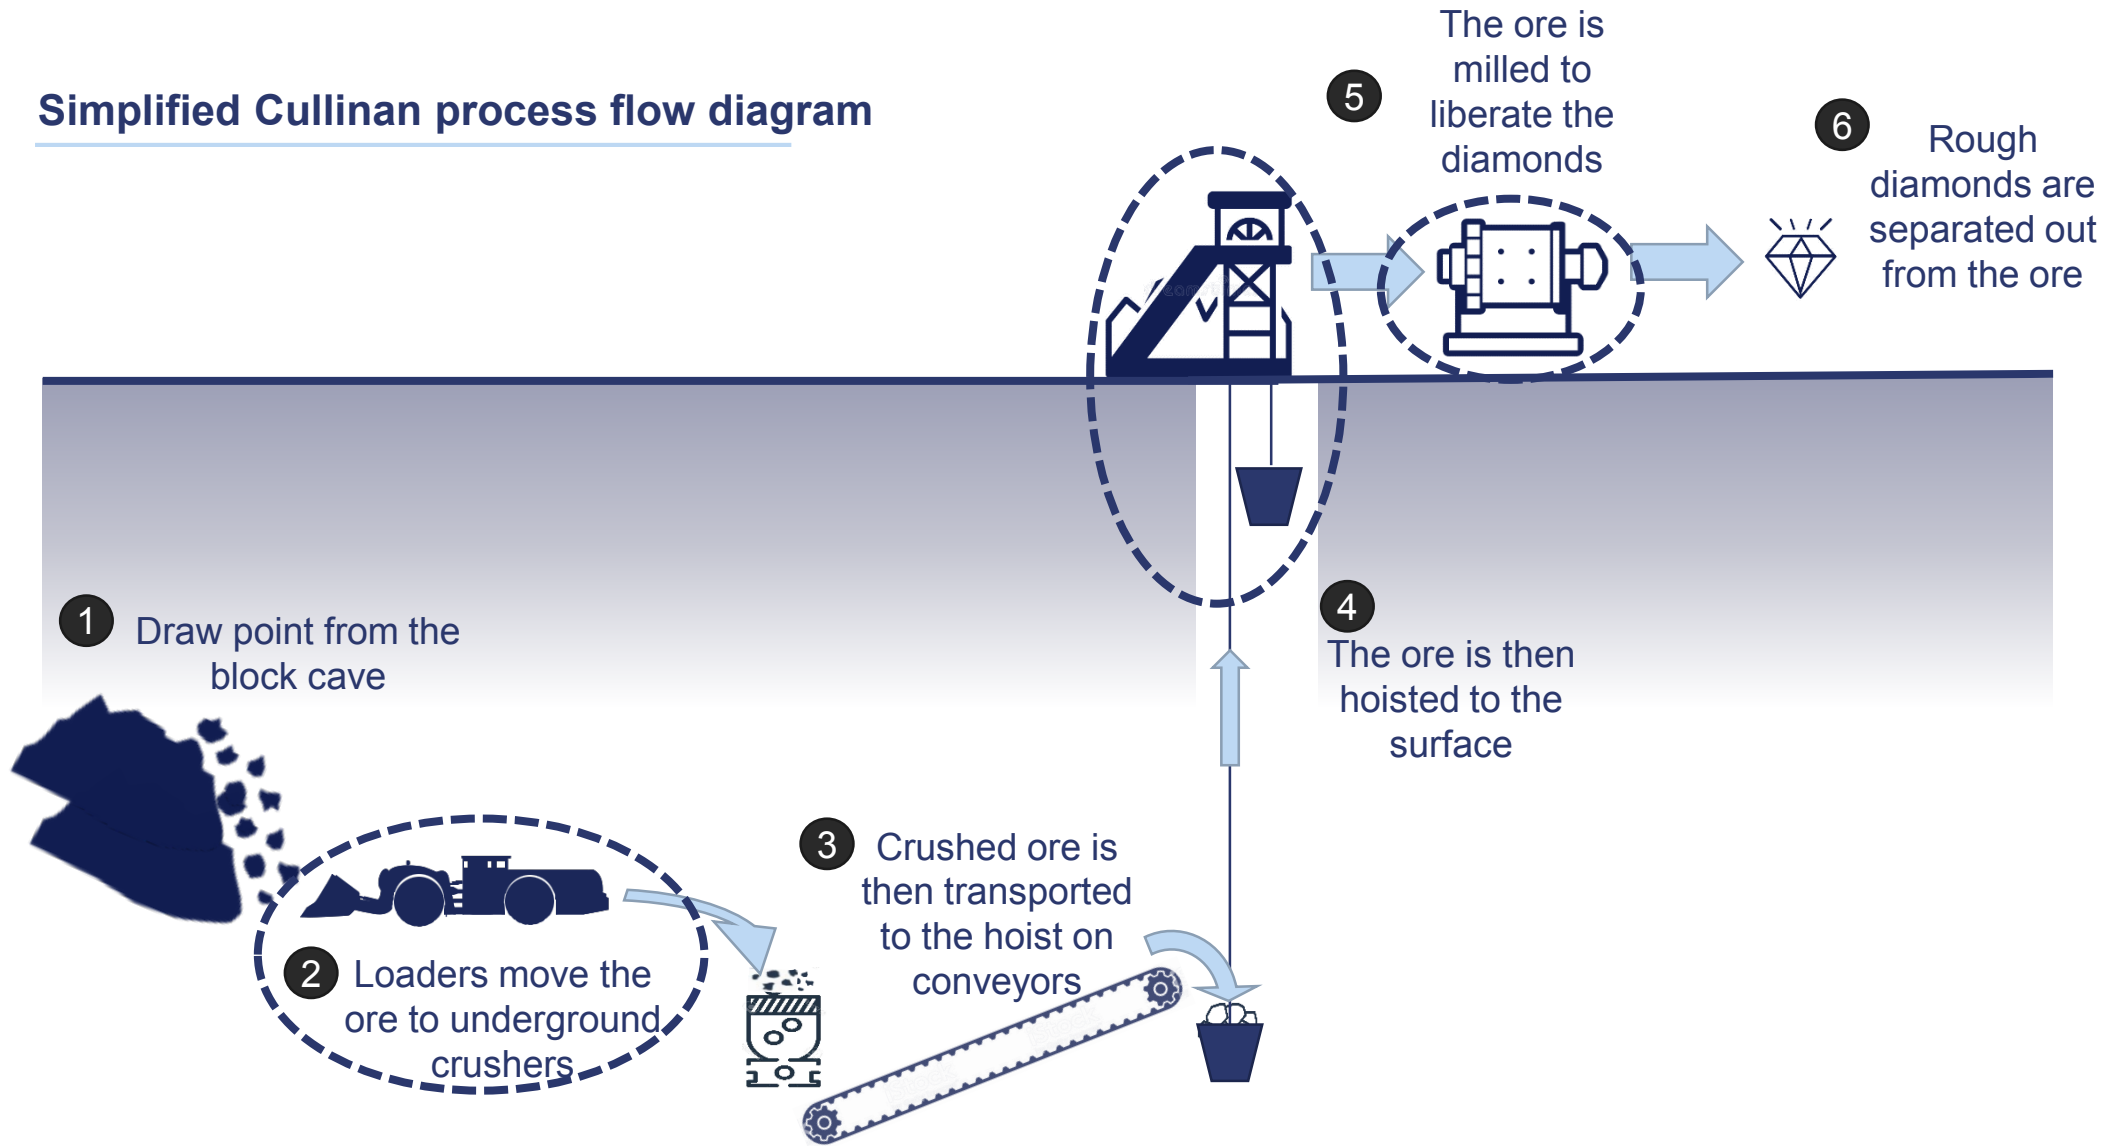 Simplified Cullinan process flow diagram
1
Draw point from the
block cave
2
Loaders move the
ore to underground
crushers
3
Crushed ore is
then transported
to the hoist on
conveyors
4
The ore is then
hoisted to the
surface
5
The ore is
milled to
liberate the
diamonds
6
Rough
diamonds are
separated out
from the ore